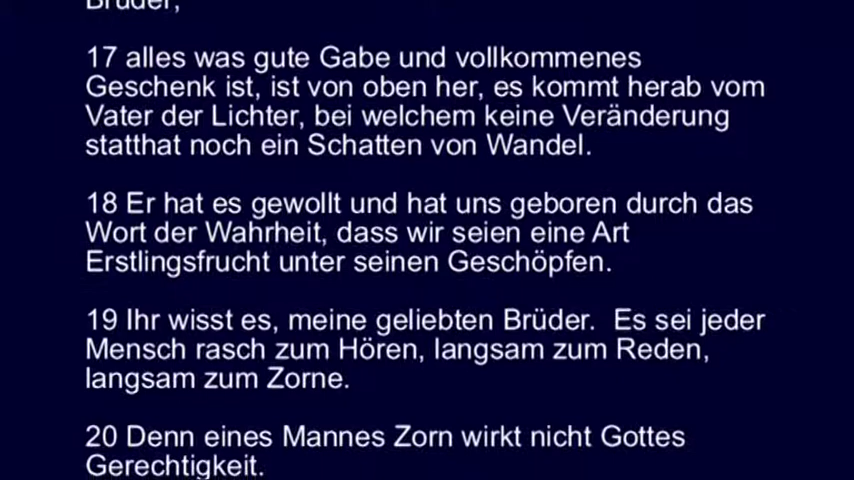 Brüder,
17 alles was gute Gabe und vollkommenes
Geschenk ist, ist von oben her, es kommt herab vom
Vater der Lichter, bei welchem keine Veränderung
statthat noch ein Schatten von Wandel.
18 Er hat es gewollt und hat uns geboren durch das
Wort der Wahrheit, dass wir seien eine Art
Erstlingsfrucht unter seinen Geschöpfen.
19 Ihr wisst es, meine geliebten Brüder.  Es sei jeder
Mensch rasch zum Hören, langsam zum Reden,
langsam zum Zorne.
20 Denn eines Mannes Zorn wirkt nicht Gottes
Gerechtigkeit.